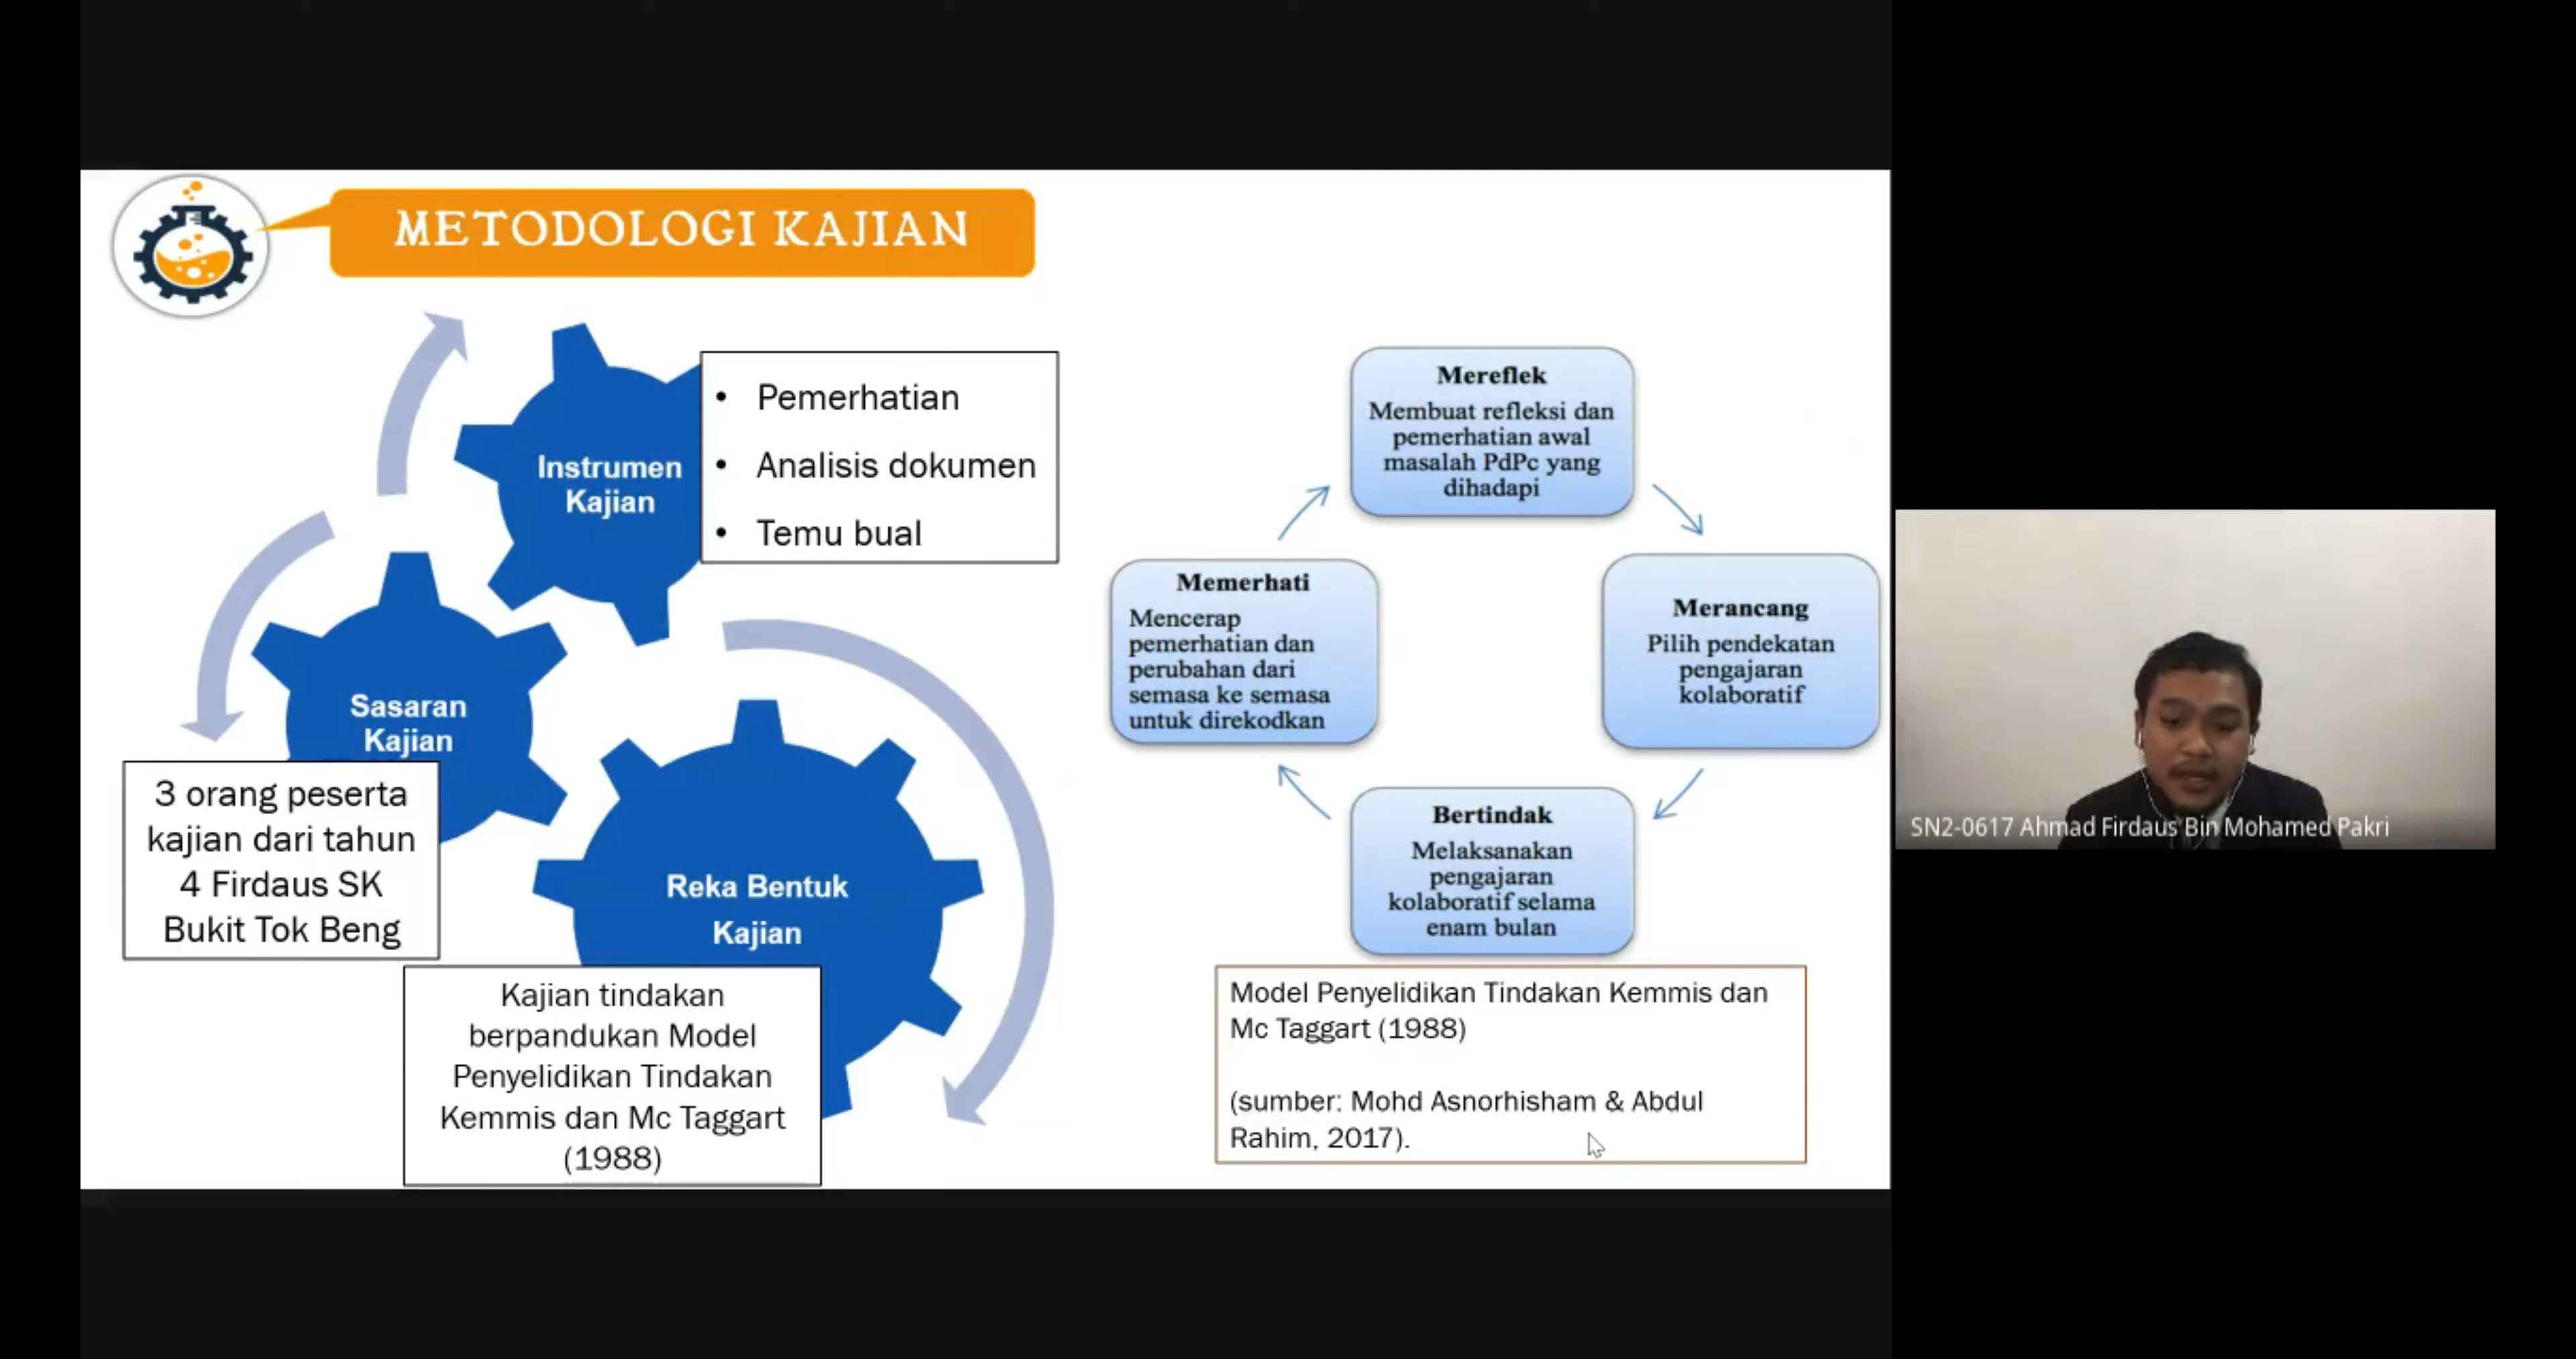 METODOLOGI KAJIAN
Instrumen
Kajian
• Pemerhatian
• Analisis dokumen
• Temu bual
Sasaran
Kajian
3 orang peserta
kajian dari tahun
4 Firdaus SK
Bukit Tok Beng
Reka Bentuk
Kajian
Kajian tindakan
berpandukan Model
Penyelidikan Tindakan
Kemmis dan Mc Taggart
(1988)
Mereflek
Membuat refleksi dan
pemerhatian awal
masalah PdPc yang
dihadapi
Merancang
Pilih pendekatan
pengajaran
kolaboratif
Bertindak
Melaksanakan
pengajaran
kolaboratif selama
enam bulan
Memerhati
Mencerap
pemerhatian dan
perubahan dari
semasa ke semasa
untuk direkodkan
Model Penyelidikan Tindakan Kemmis dan
Mc Taggart (1988)
(sumber: Mohd Asnorhisham & Abdul
Rahim, 2017).
SN2-0617 Ahmad Firdaus Bin Mohamed Pakri